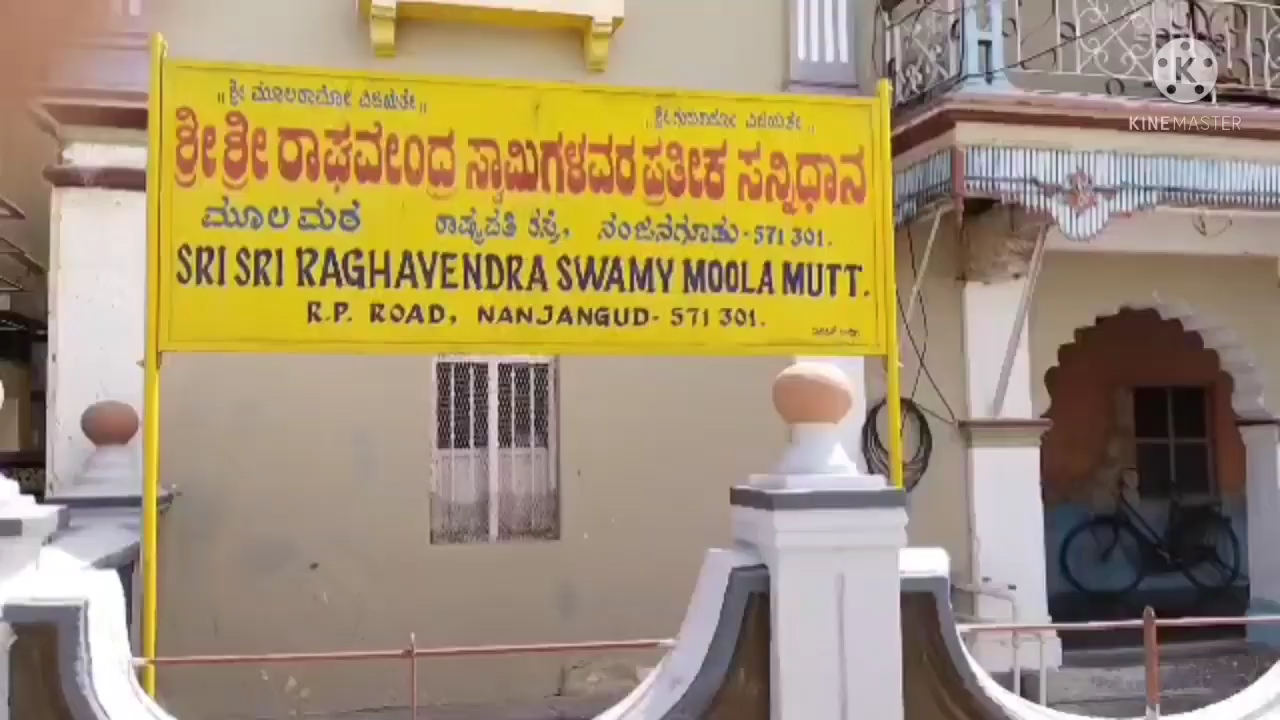 ॥ ಶ್ರೀ ಮೂಲರಾಮೋ ವಿಜಯತೇ ॥
॥ ಶ್ರೀ ಗುರುರಾಜೋ ವಿಜಯತೇ ॥
ಶ್ರೀ ಶ್ರೀ ರಾಘವೇಂದ್ರ ಸ್ವಾಮಿಗಳವರ ಪ್ರತೀಕ ಸನ್ನಿಧಾನ
ಮೂಲ ಮಠ ರಾಷ್ಟ್ರಪತಿ ರಸ್ತೆ, ನಂಜನಗೂಡು-571 301.
SRI SRI RAGHAVENDRA SWAMY MOOLA MUTT.
R.P. ROAD, NANJANGUD- 571 301.
KINEMASTER